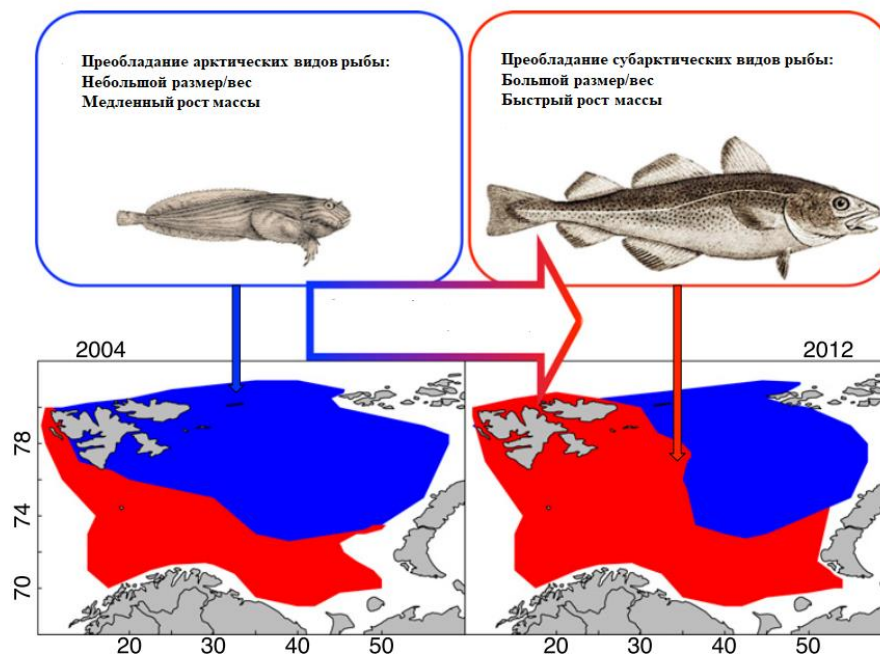 Преобладание арктических видов рыбы:
Небольшой размер/вес
Медленный рост массы
Преобладание субарктических видов рыбы:
Большой размер/вес
Быстрый рост массы
2004
2012
78
74
70
20
30
40
50
20
30
40
50